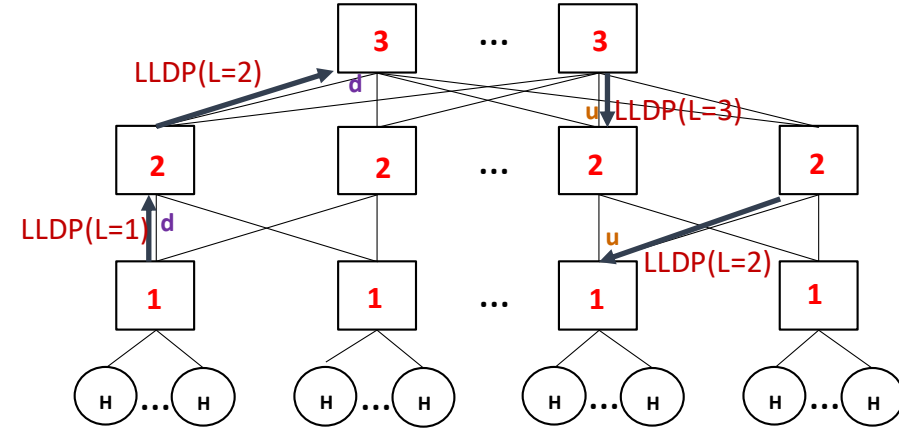 3 ... 3
LLDP(L=2)
d
u LLDP(L=3)
2 2 ... 2 2
LLDP(L=1) d
u
LLDP(L=2)
1 1 ... 1 1
H ... H H ... H H ... H H ... H